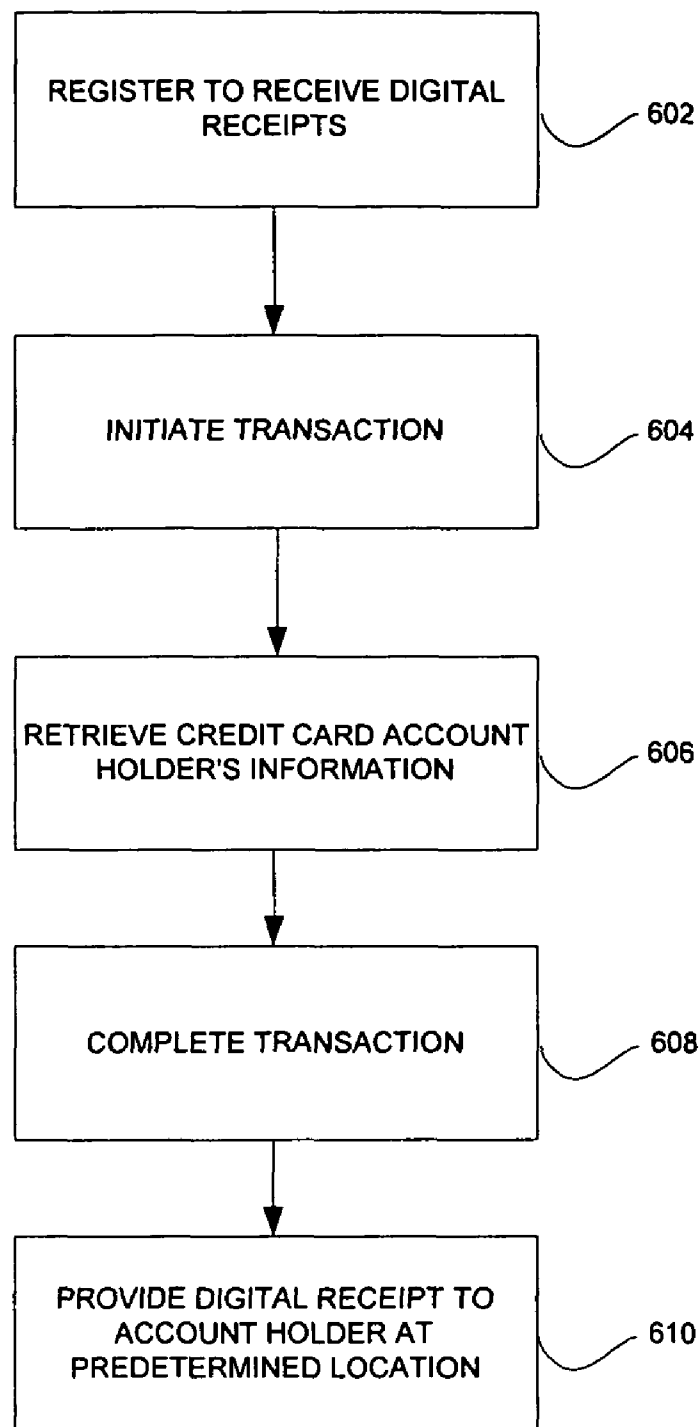 REGISTER TO RECEIVE DIGITAL
RECEIPTS
602
INITIATE TRANSACTION
604
RETRIEVE CREDIT CARD ACCOUNT
HOLDER'S INFORMATION
606
COMPLETE TRANSACTION
608
PROVIDE DIGITAL RECEIPT TO
ACCOUNT HOLDER AT
PREDETERMINED LOCATION
610